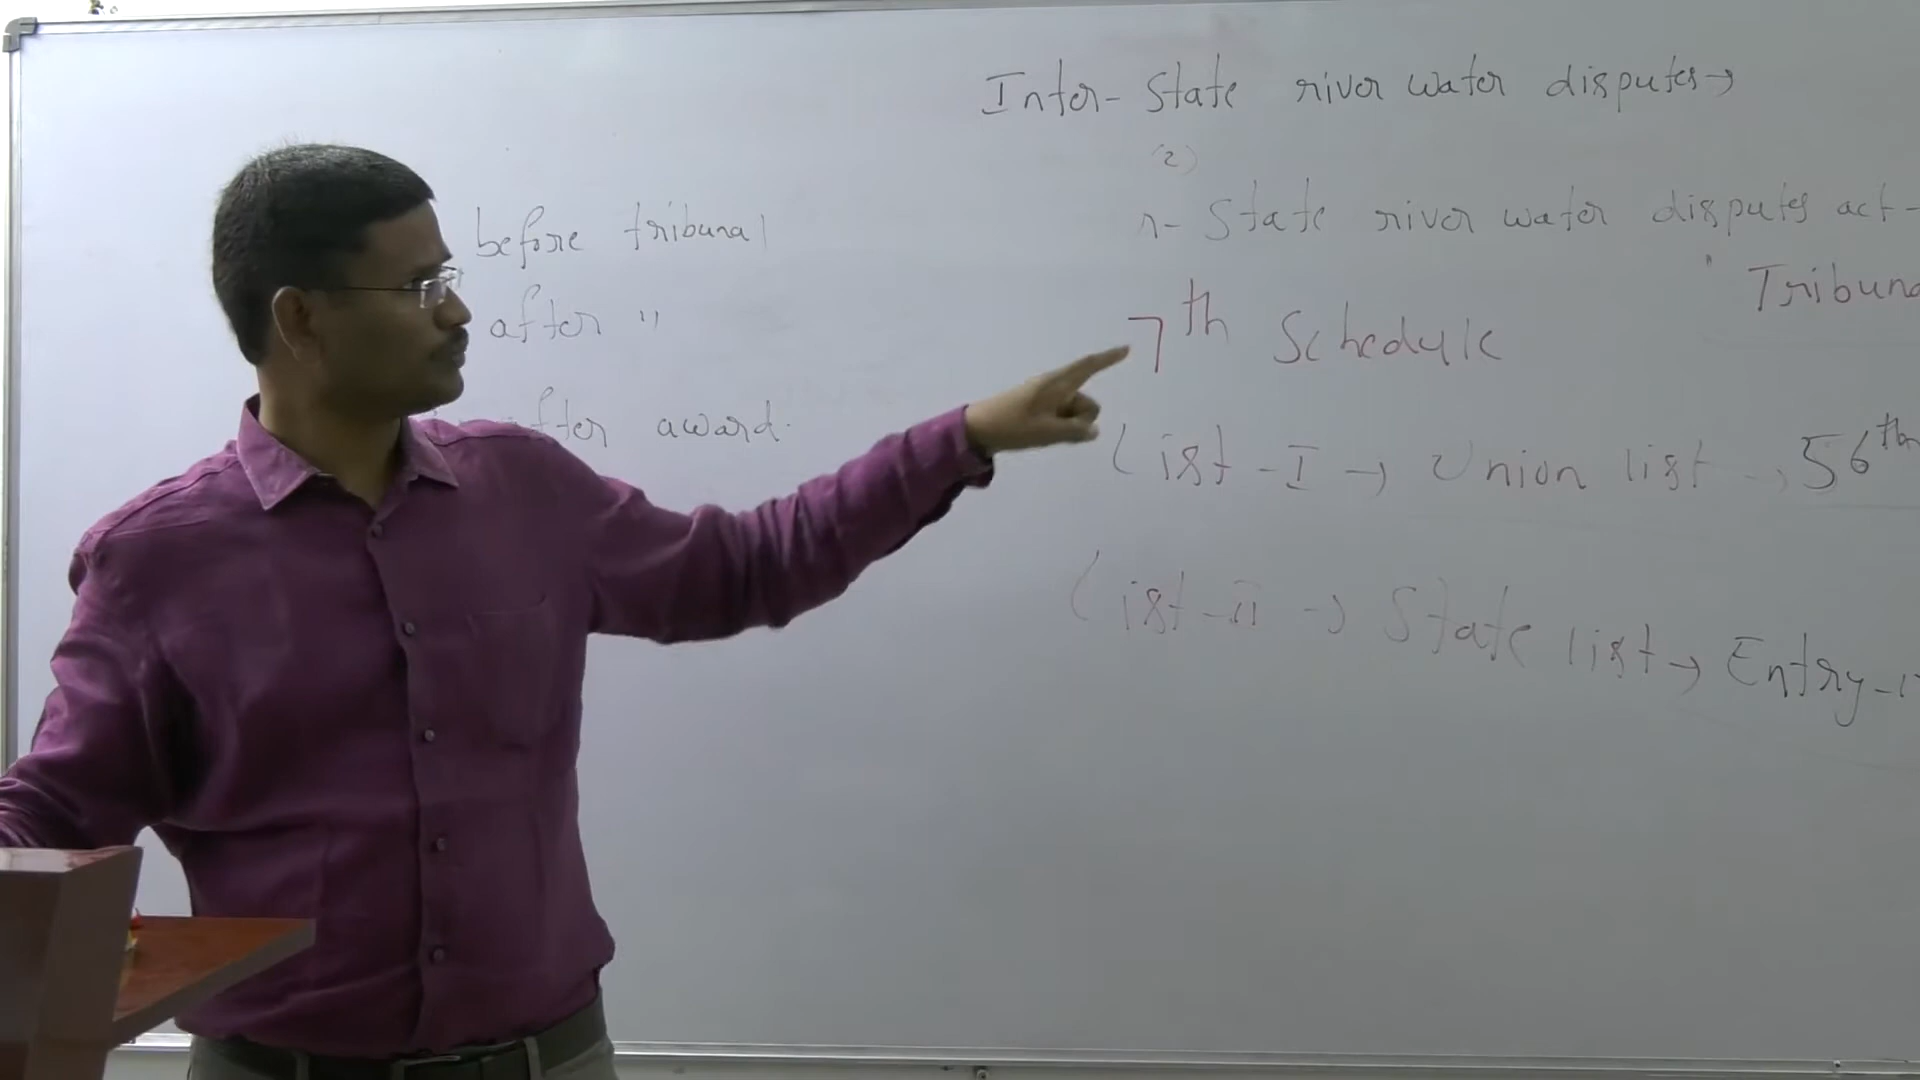 Inter-State river water disputes→
(2)
r-State river water disputes act-
Tribuna
7th Schedule
List-I → Union list → 56th
List-II → State list → Entry-1
before tribunal
after "
after award.